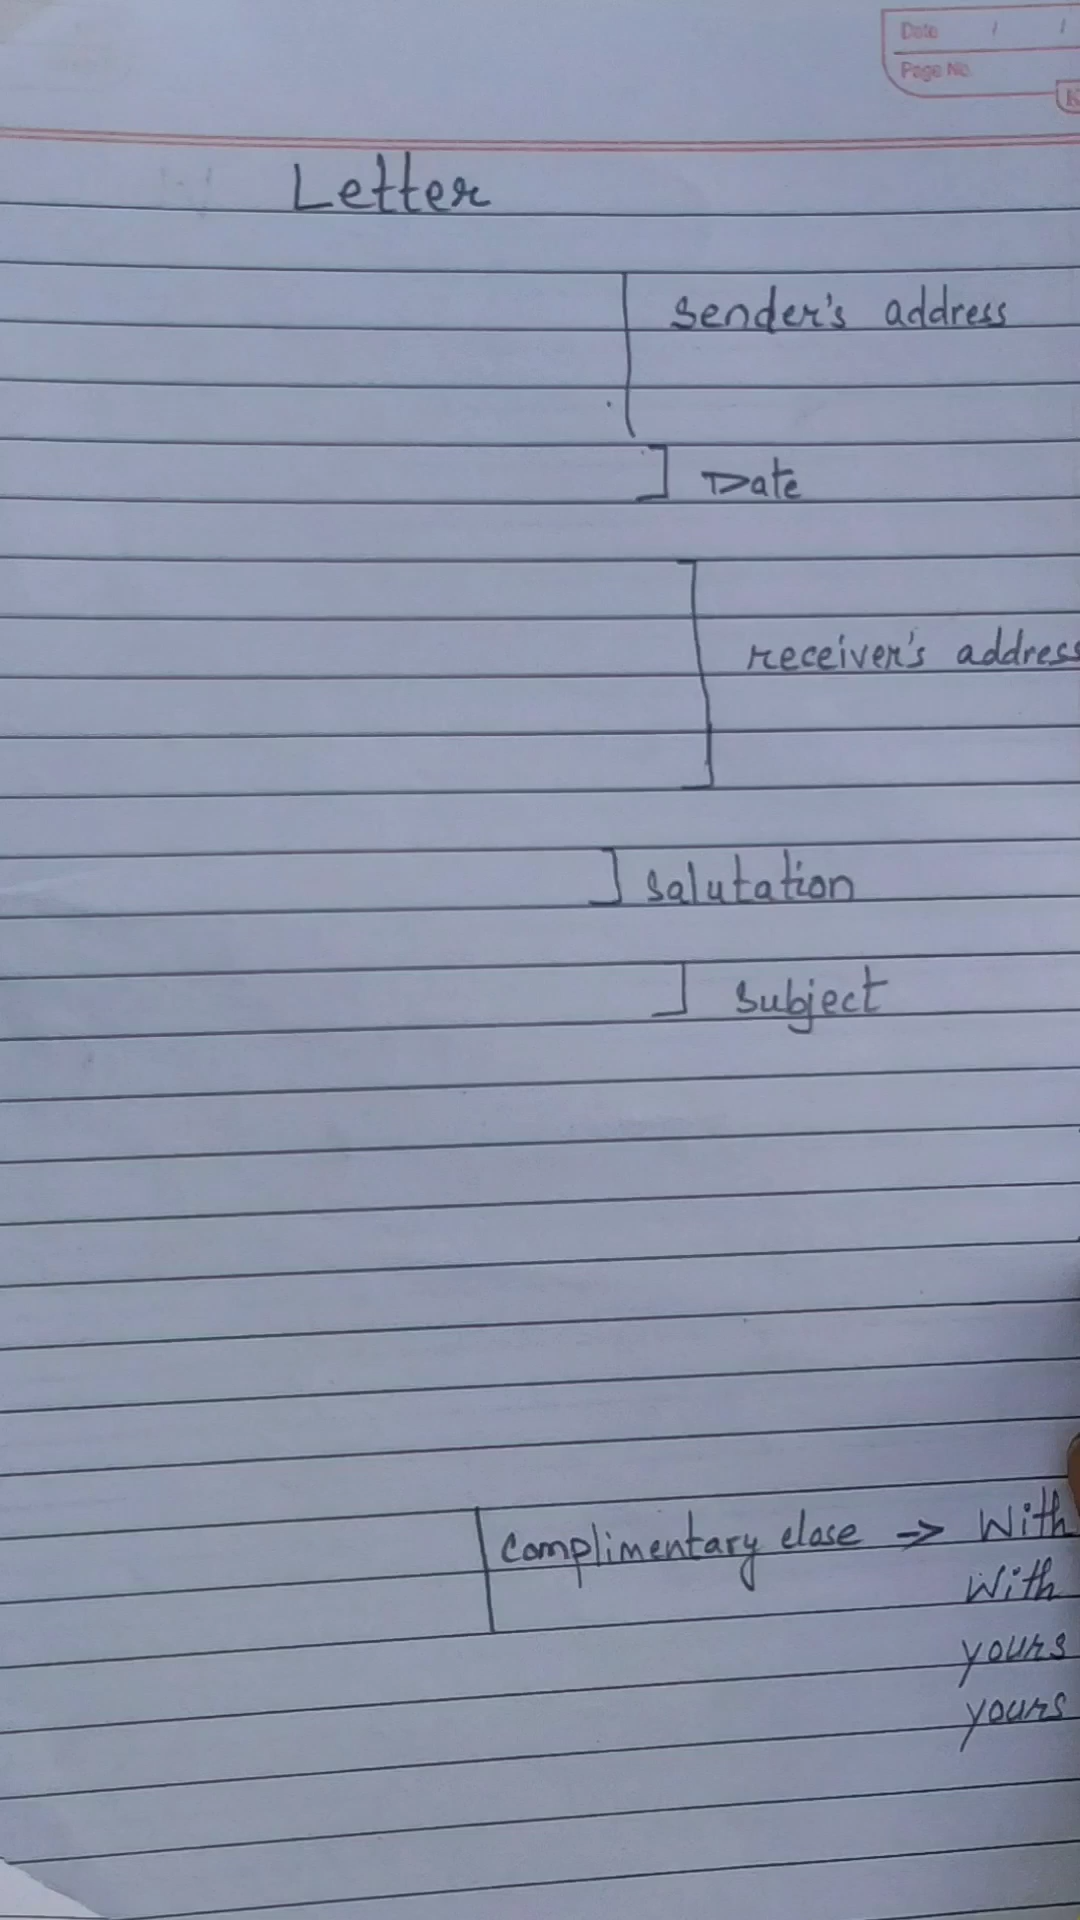 Date / /
Page No.
Letter
sender's address
Date
receiver's address
salutation
subject
complimentary close -> With
With
yours
yours